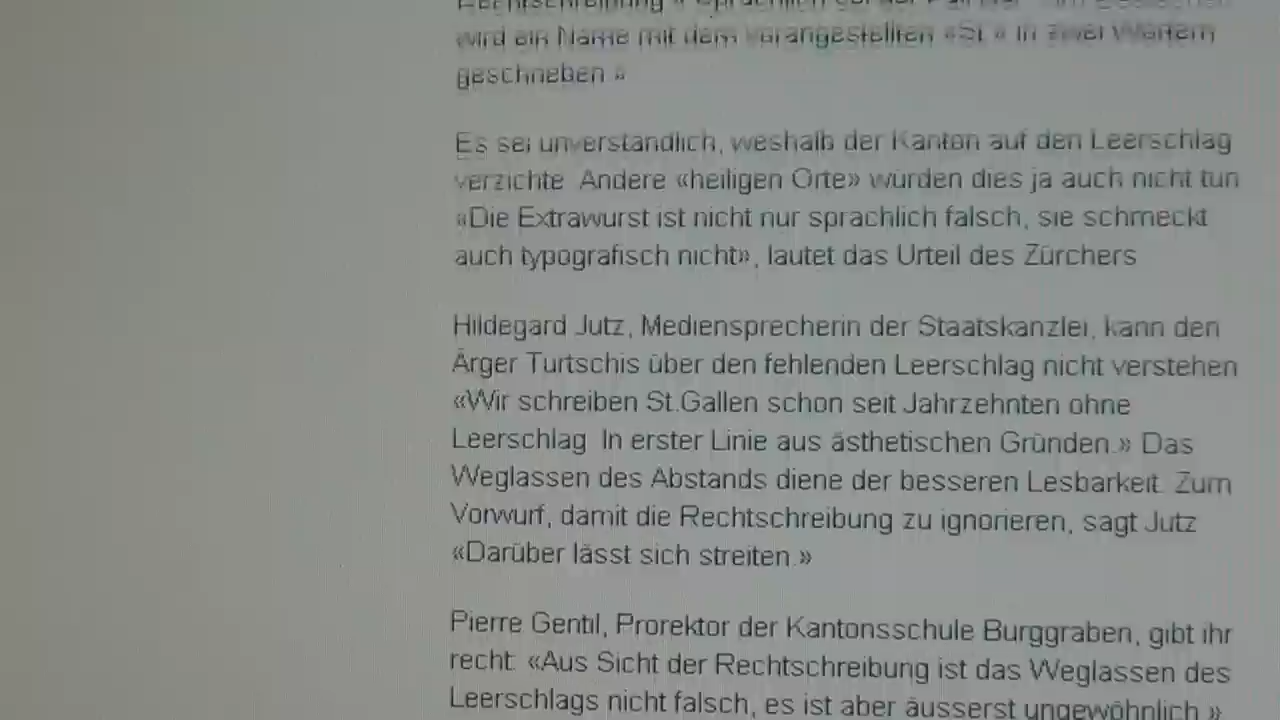 wird ein Name mit dem vorangestellten «St.» in zwei Wörtern
geschrieben.»
Es sei unverständlich, weshalb der Kanton auf den Leerschlag
verzichte. Andere «heiligen Orte» würden dies ja auch nicht tun.
«Die Extrawurst ist nicht nur sprachlich falsch, sie schmeckt
auch typografisch nicht», lautet das Urteil des Zürchers.
Hildegard Jutz, Mediensprecherin der Staatskanzlei, kann den
Ärger Turtschis über den fehlenden Leerschlag nicht verstehen.
«Wir schreiben St.Gallen schon seit Jahrzehnten ohne
Leerschlag. In erster Linie aus ästhetischen Gründen.» Das
Weglassen des Abstands diene der besseren Lesbarkeit. Zum
Vorwurf, damit die Rechtschreibung zu ignorieren, sagt Jutz:
«Darüber lässt sich streiten.»
Pierre Gentil, Prorektor der Kantonsschule Burggraben, gibt ihr
recht: «Aus Sicht der Rechtschreibung ist das Weglassen des
Leerschlags nicht falsch, es ist aber äusserst ungewöhnlich.»